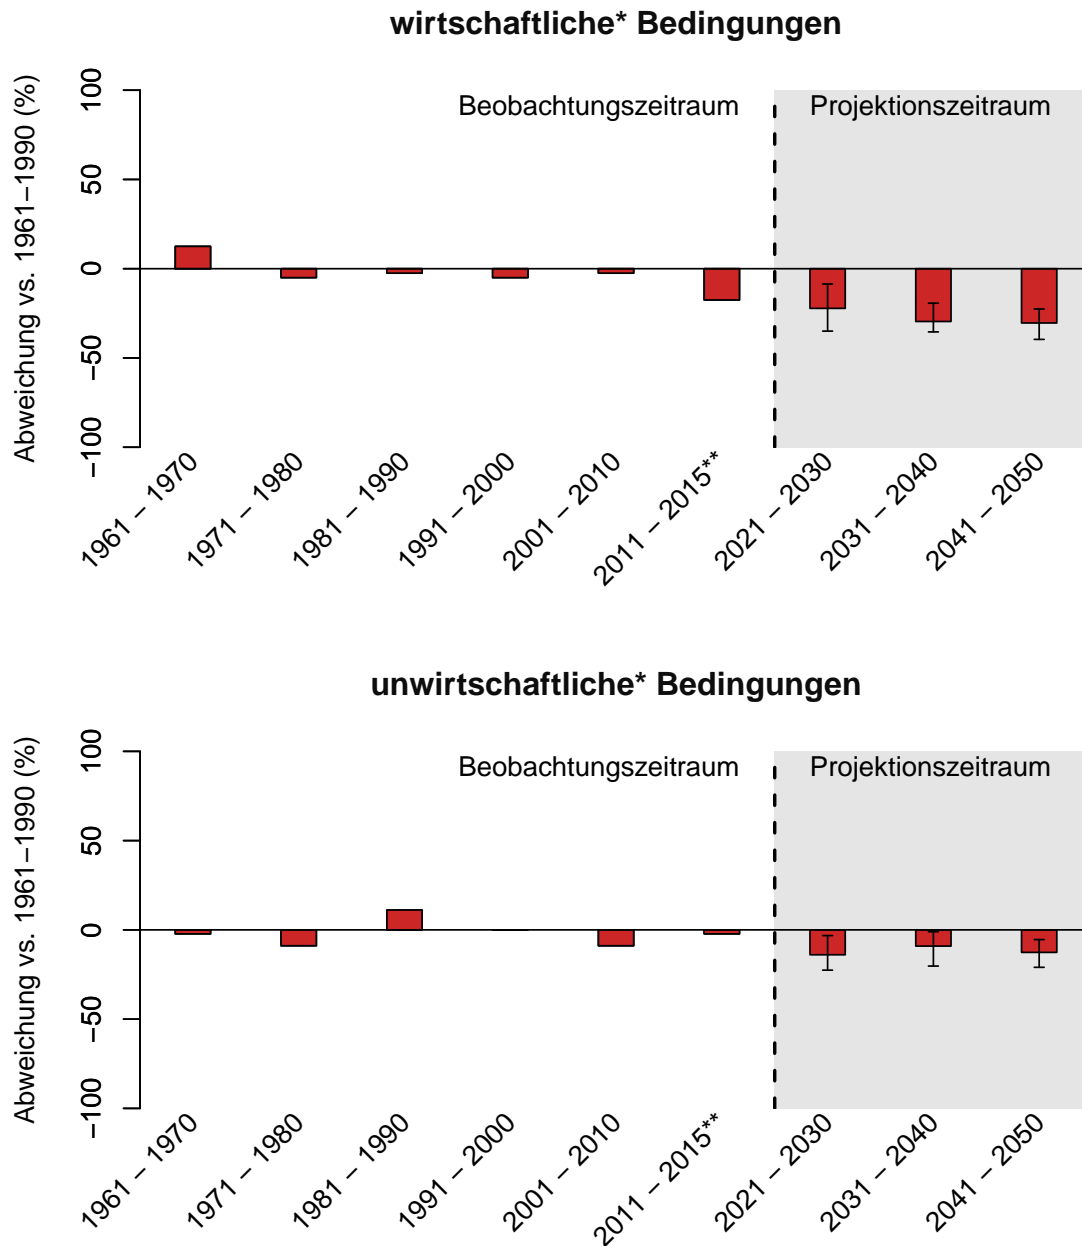 wirtschaftliche* Bedingungen
Abweichung vs. 1961–1990 (%)
100
50
0
−50
−100
Beobachtungszeitraum
Projektionszeitraum
1961 – 1970
1971 – 1980
1981 – 1990
1991 – 2000
2001 – 2010
2011 – 2015**
2021 – 2030
2031 – 2040
2041 – 2050
unwirtschaftliche* Bedingungen
Abweichung vs. 1961–1990 (%)
100
50
0
−50
−100
Beobachtungszeitraum
Projektionszeitraum
1961 – 1970
1971 – 1980
1981 – 1990
1991 – 2000
2001 – 2010
2011 – 2015**
2021 – 2030
2031 – 2040
2041 – 2050